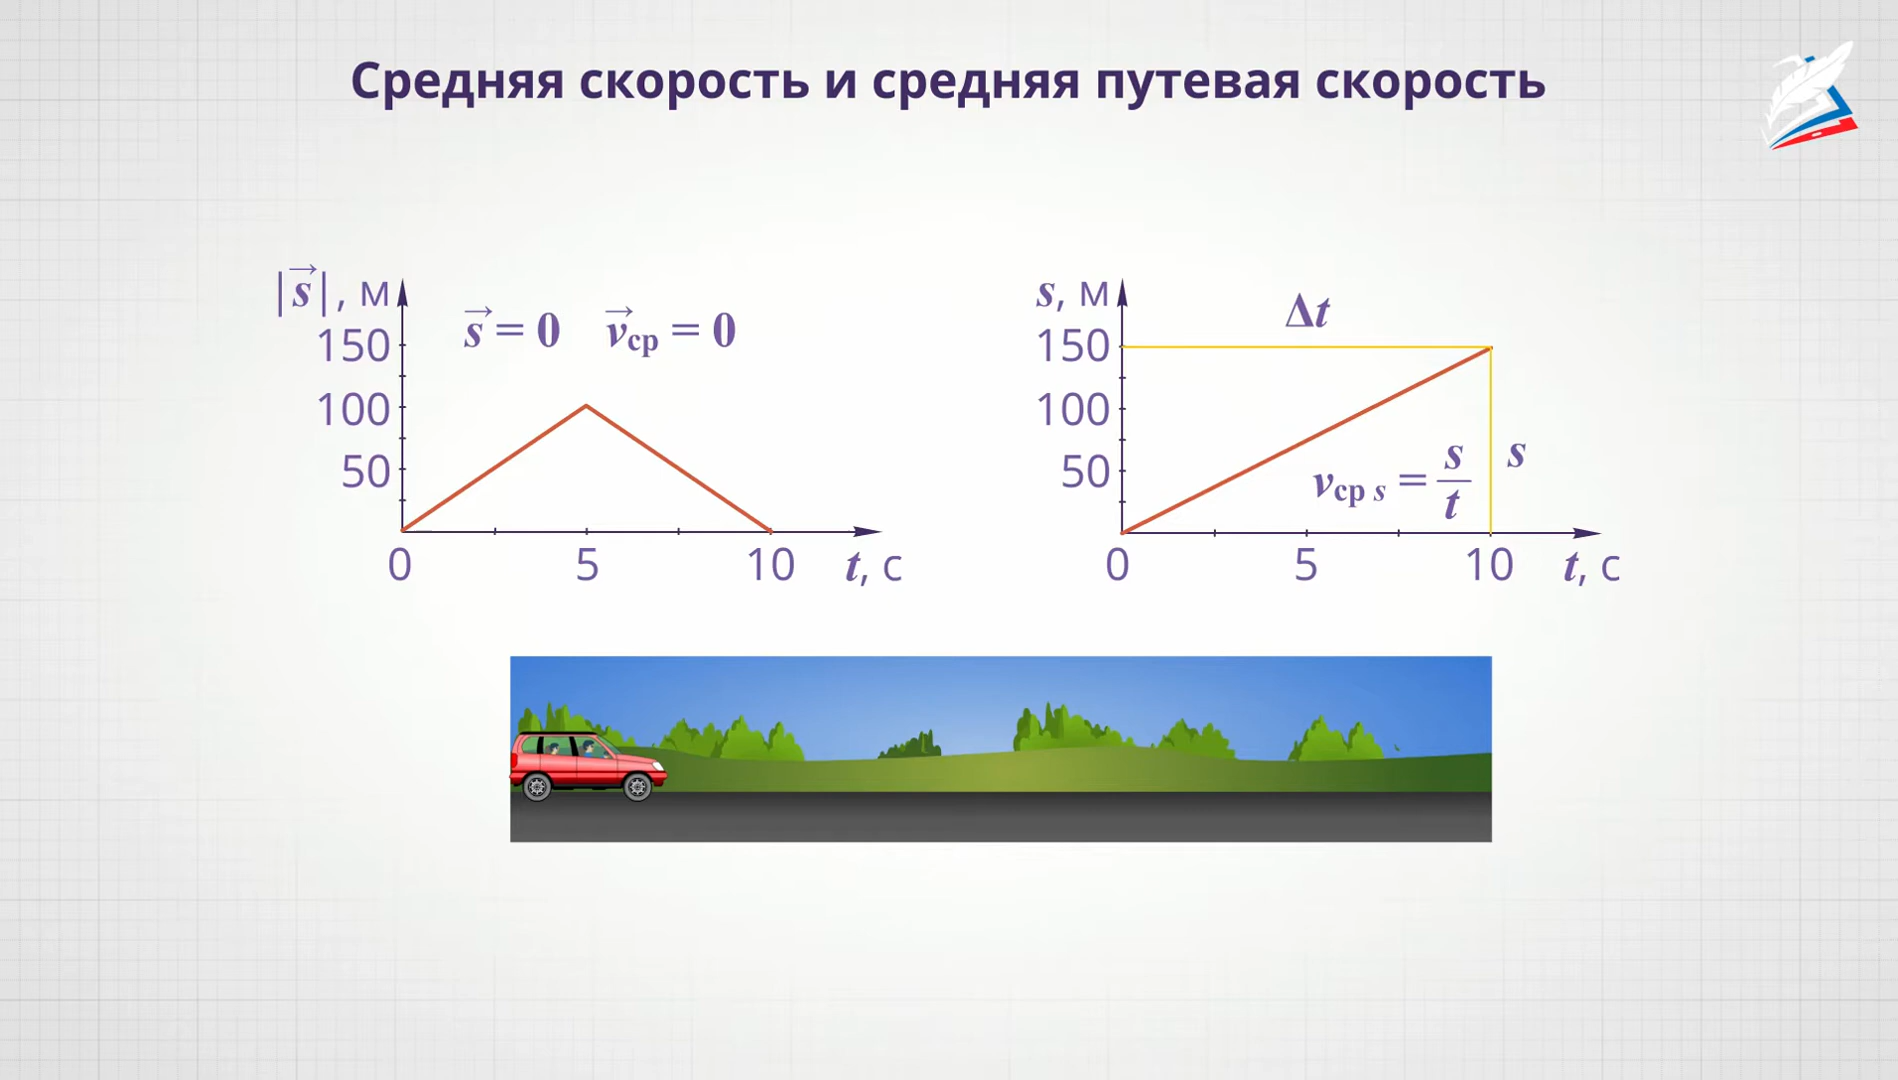 Средняя скорость и средняя путевая скорость
|s⃗|, м
s⃗ = 0 v⃗ср = 0
150
100
50
0 5 10 t, с
s, м
Δt
150
100
50
vср s = s/t
s
0 5 10 t, с